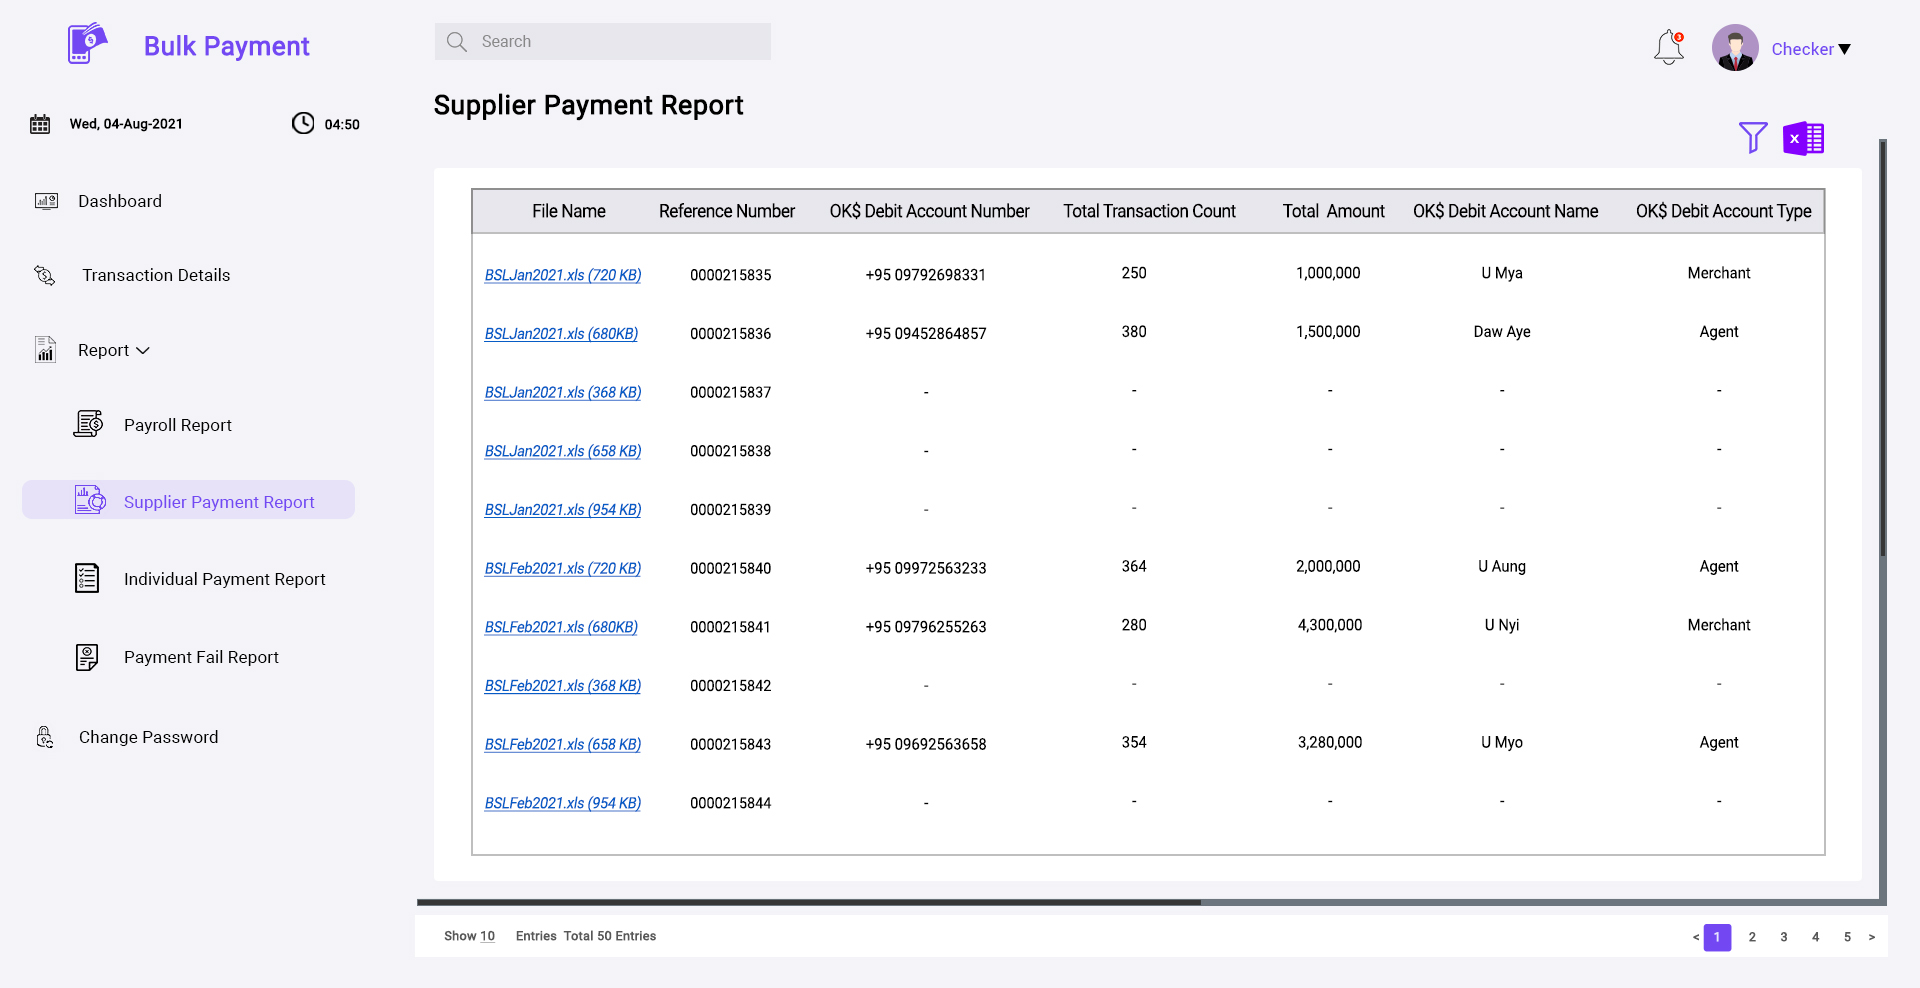 Bulk Payment
Search
3
Checker
Wed, 04-Aug-2021
04:50
Supplier Payment Report
Dashboard
Transaction Details
Report
Payroll Report
Supplier Payment Report
Individual Payment Report
Payment Fail Report
Change Password
X
File Name Reference Number OK$ Debit Account Number Total Transaction Count Total Amount OK$ Debit Account Name OK$ Debit Account Type
BSLJan2021.xls (720 KB) 0000215835 +95 09792698331 250 1,000,000 U Mya Merchant
BSLJan2021.xls (680KB) 0000215836 +95 09452864857 380 1,500,000 Daw Aye Agent
BSLJan2021.xls (368 KB) 0000215837 - - - - -
BSLJan2021.xls (658 KB) 0000215838 - - - - -
BSLJan2021.xls (954 KB) 0000215839 - - - - -
BSLFeb2021.xls (720 KB) 0000215840 +95 09972563233 364 2,000,000 U Aung Agent
BSLFeb2021.xls (680KB) 0000215841 +95 09796255263 280 4,300,000 U Nyi Merchant
BSLFeb2021.xls (368 KB) 0000215842 - - - - -
BSLFeb2021.xls (658 KB) 0000215843 +95 09692563658 354 3,280,000 U Myo Agent
BSLFeb2021.xls (954 KB) 0000215844 - - - - -
Show 10 Entries Total 50 Entries
< 1 2 3 4 5 >